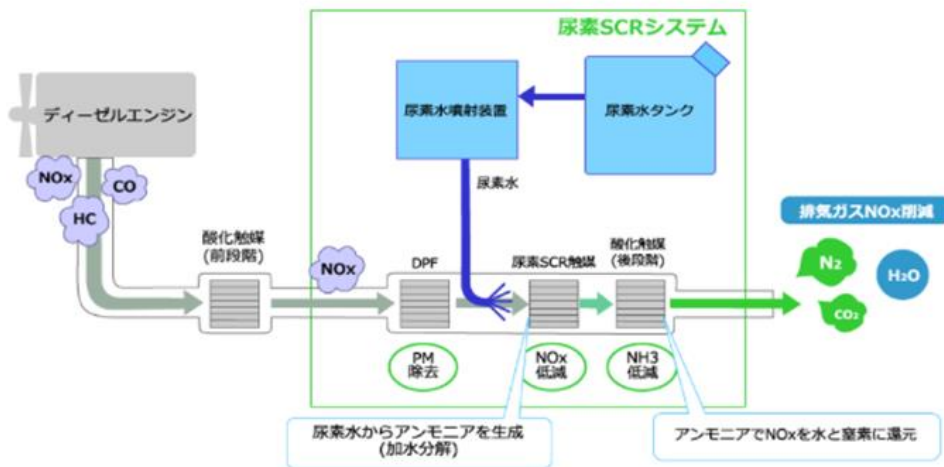 尿素SCRシステム
ディーゼルエンジン
尿素水噴射装置
尿素水タンク
NOx
CO
HC
尿素水
排気ガスNOx削減
酸化触媒
(前段階)
NOx
DPF
尿素SCR触媒
酸化触媒
(後段階)
N2
H2O
CO2
PM
除去
NOx
低減
NH3
低減
尿素水からアンモニアを生成
(加水分解)
アンモニアでNOxを水と窒素に還元